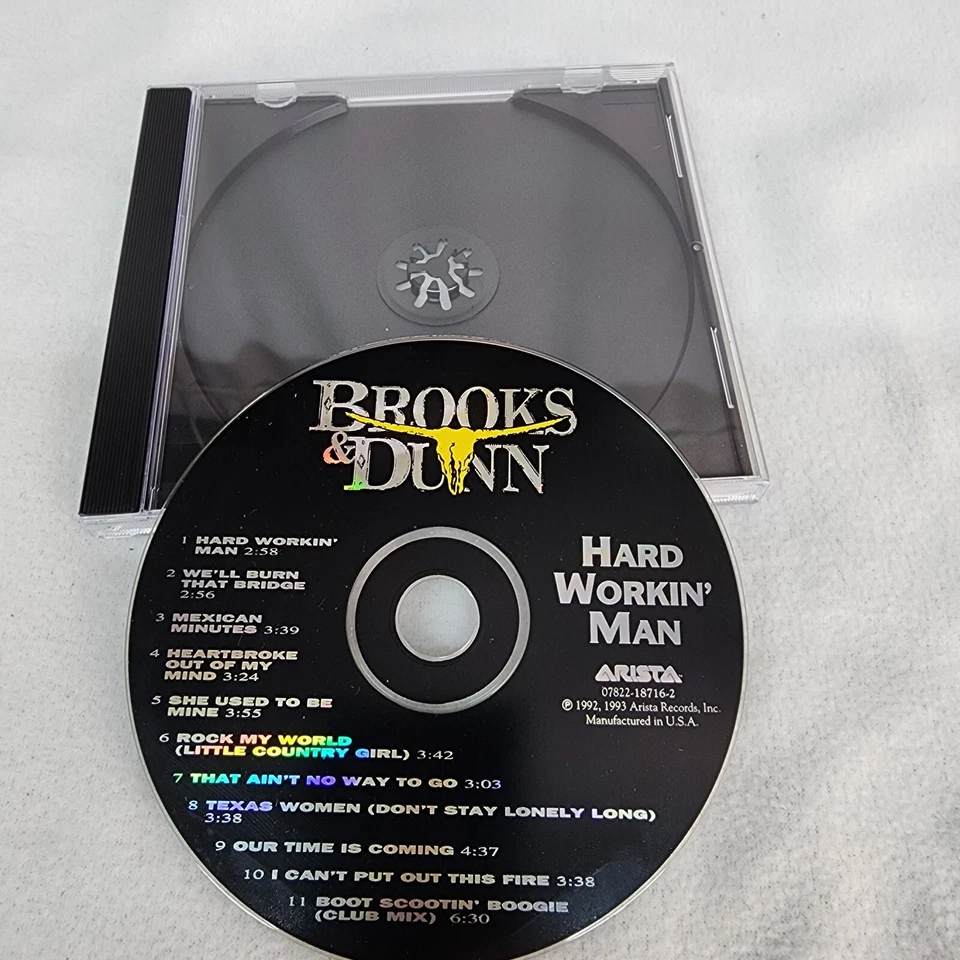 BROOKS
& DUNN
1 HARD WORKIN'
MAN 2:58
2 WE'LL BURN
THAT BRIDGE
2:56
3 MEXICAN
MINUTES 3:39
4 HEARTBROKE
OUT OF MY
MIND 3:24
5 SHE USED TO BE
MINE 3:55
6 ROCK MY WORLD
(LITTLE COUNTRY GIRL) 3:42
7 THAT AIN'T NO WAY TO GO 3:03
8 TEXAS WOMEN (DON'T STAY LONELY LONG)
3:38
9 OUR TIME IS COMING 4:37
10 I CAN'T PUT OUT THIS FIRE 3:38
11 BOOT SCOOTIN' BOOGIE
(CLUB MIX) 6:30
HARD
WORKIN'
MAN
ARISTA
07822-18716-2
℗ 1992, 1993 Arista Records, Inc.
Manufactured in U.S.A.